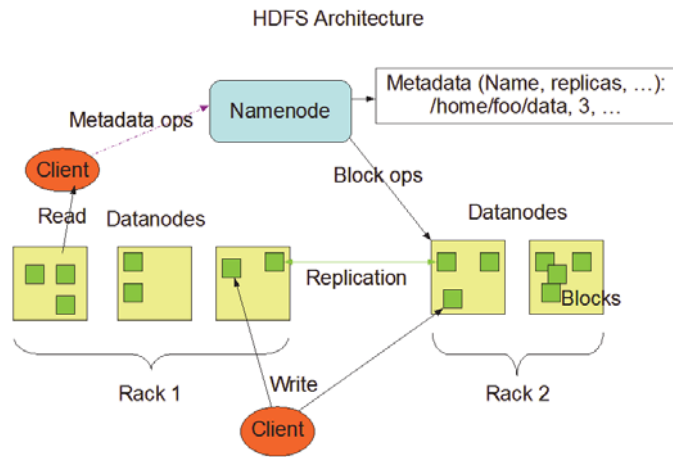 HDFS Architecture
Metadata (Name, replicas, …):
/home/foo/data, 3, …
Namenode
Metadata ops
Client
Block ops
Read
Datanodes
Datanodes
Replication
Blocks
Rack 1
Write
Rack 2
Client